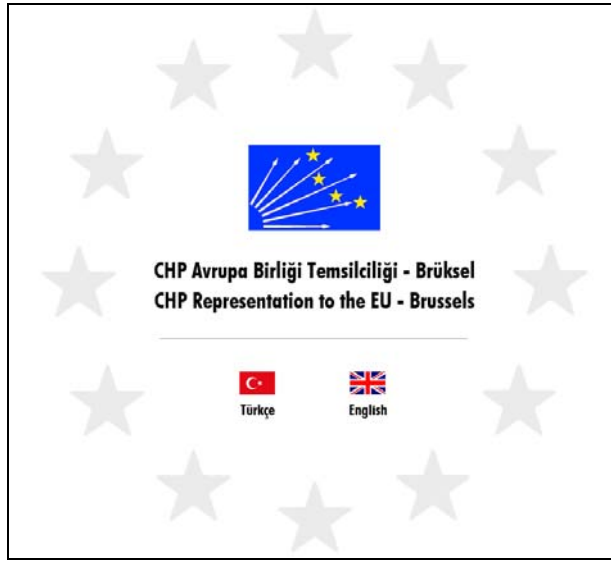 CHP Avrupa Birliği Temsilciliği - Brüksel
CHP Representation to the EU - Brussels
Türkçe English